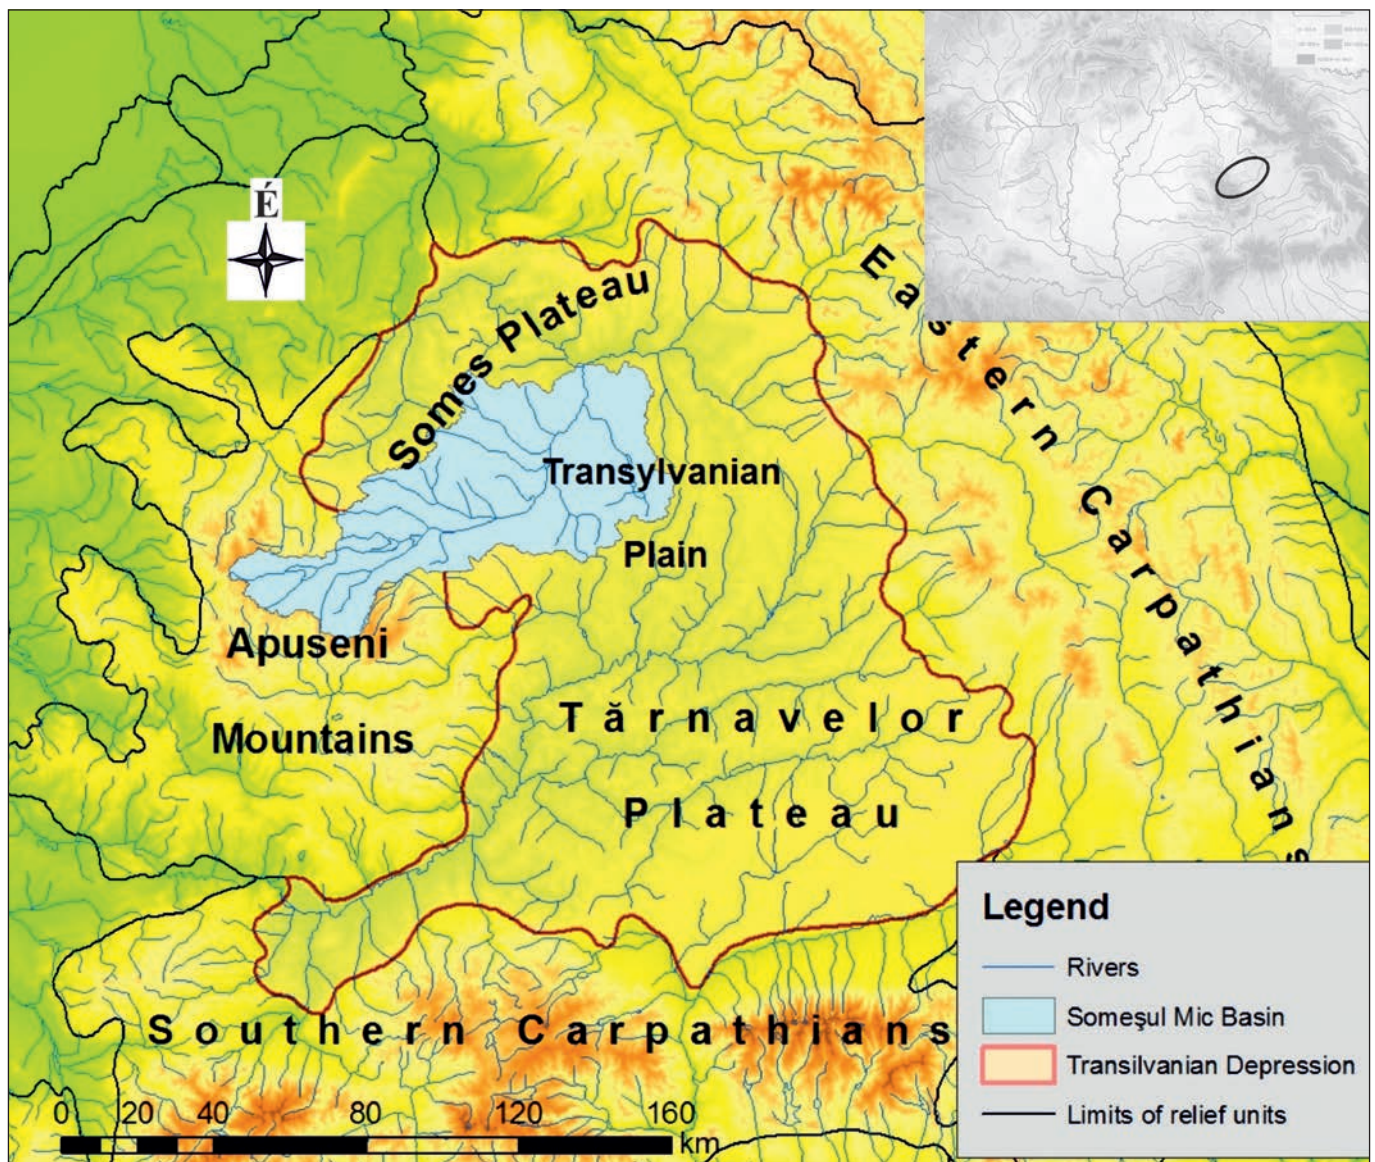 É
Somes Plateau
Eastern Carpathians
Transylvanian
Plain
Apuseni
Mountains
Tărnavelor
Plateau
Southern Carpathians
Legend
Rivers
Someşul Mic Basin
Transilvanian Depression
Limits of relief units
0 20 40 80 120 160
km